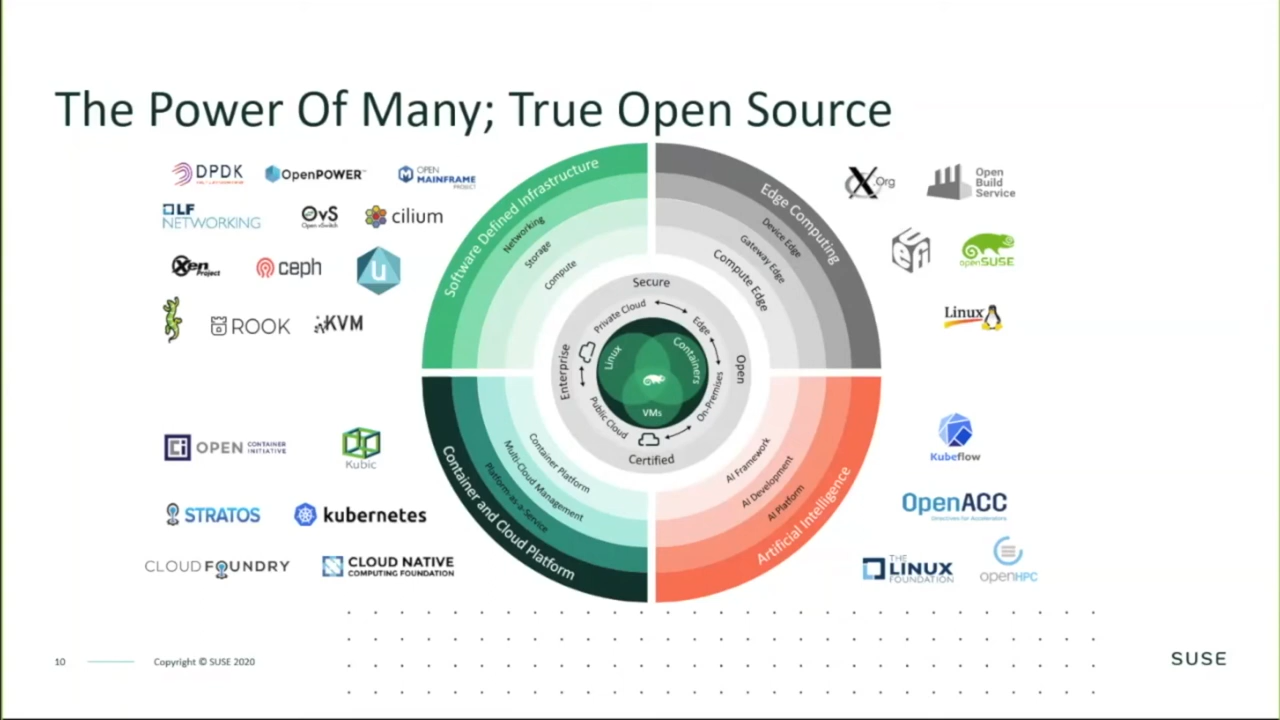 The Power Of Many; True Open Source
DPDK
OpenPOWER
OPEN
MAINFRAME
PROJECT
LF
NETWORKING
OvS
Open vSwitch
cilium
Xen
Project
ceph
u
ROOK
KVM
Software Defined Infrastructure
Networking
Storage
Compute
Edge Computing
Device Edge
Gateway Edge
Compute Edge
X.Org
Open
Build
Service
openSUSE
Linux
Secure
Private Cloud
Edge
Enterprise
Linux
Containers
Open
VMs
Public Cloud
On-Premises
Certified
OPEN CONTAINER
INITIATIVE
Kubic
STRATOS
kubernetes
CLOUD FOUNDRY
CLOUD NATIVE
COMPUTING FOUNDATION
Container Platform
Multi-Cloud Management
Platform-as-a-Service
Container and Cloud Platform
AI Framework
AI Development
AI Platform
Artificial Intelligence
Kubeflow
OpenACC
Directives for Accelerators
THE
LINUX
FOUNDATION
openHPC
10
Copyright © SUSE 2020
SUSE